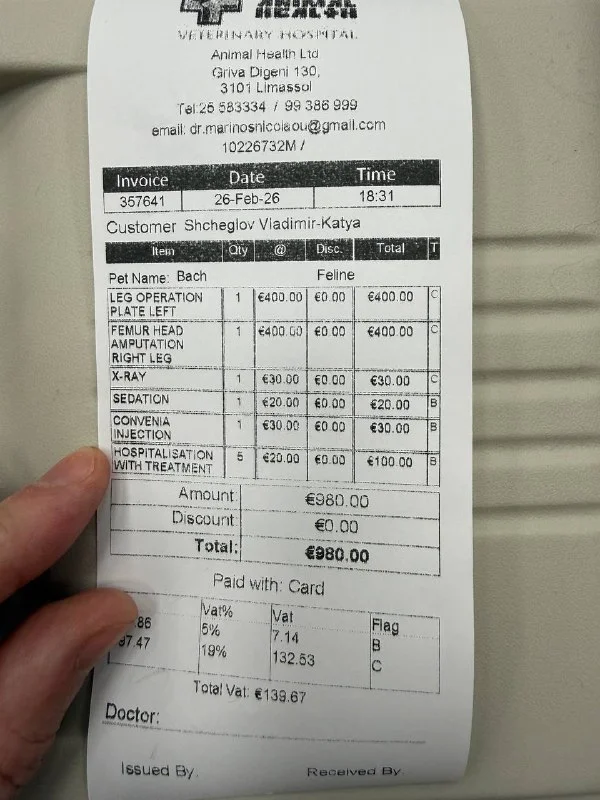 ANIMAL
HEALTH
VETERINARY HOSPITAL
Animal Health Ltd
Griva Digeni 130,
3101 Limassol
Tel:25 583334 / 99 386 999
email: dr.marinosnicolaou@gmail.com
10226732M /
Invoice Date Time
357641 26-Feb-26 18:31
Customer Shcheglov Vladimir-Katya
Item Qty @ Disc. Total T
Pet Name: Bach Feline
LEG OPERATION 1 €400.00 €0.00 €400.00 C
PLATE LEFT
FEMUR HEAD 1 €400.00 €0.00 €400.00 C
AMPUTATION
RIGHT LEG
X-RAY 1 €30.00 €0.00 €30.00 C
SEDATION 1 €20.00 €0.00 €20.00 B
CONVENIA 1 €30.00 €0.00 €30.00 B
INJECTION
HOSPITALISATION 5 €20.00 €0.00 €100.00 B
WITH TREATMENT
Amount: €980.00
Discount: €0.00
Total: €980.00
Paid with: Card
Vat% Vat Flag
.86 5% 7.14 B
97.47 19% 132.53 C
Total Vat: €139.67
Doctor:
Issued By. Received By.